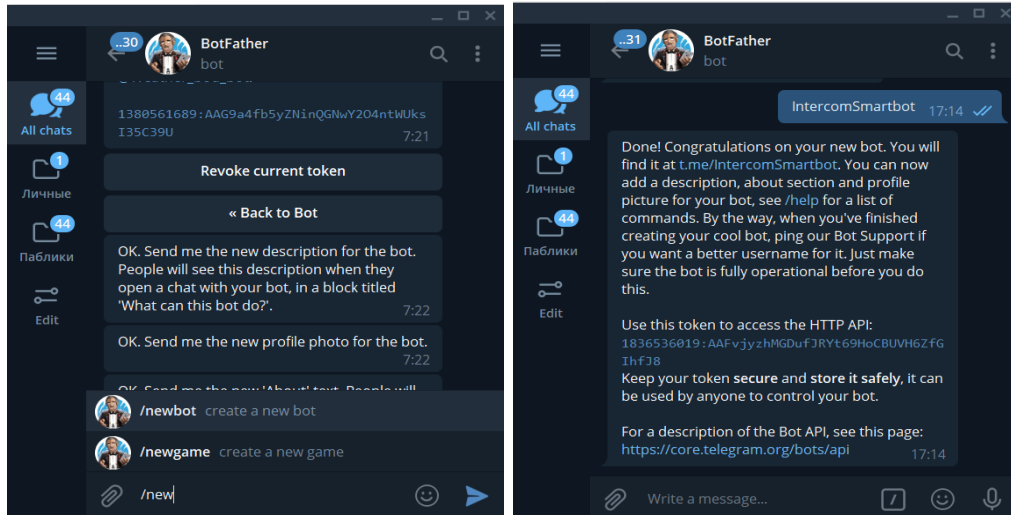 ..30
BotFather
bot
44
All chats
1
Личные
44
Паблики
Edit
1380561689:AAG9a4fb5yZNinQGNwY2O4ntWUks
I35C39U
7:21
Revoke current token
« Back to Bot
OK. Send me the new description for the bot.
People will see this description when they
open a chat with your bot, in a block titled
'What can this bot do?'.
7:22
OK. Send me the new profile photo for the bot.
7:22
OK. Send me the new 'About' text. People will
/newbot create a new bot
/newgame create a new game
/new
..31
BotFather
bot
44
All chats
1
Личные
44
Паблики
Edit
IntercomSmartbot 17:14
Done! Congratulations on your new bot. You will
find it at t.me/IntercomSmartbot. You can now
add a description, about section and profile
picture for your bot, see /help for a list of
commands. By the way, when you've finished
creating your cool bot, ping our Bot Support if
you want a better username for it. Just make
sure the bot is fully operational before you do
this.
Use this token to access the HTTP API:
1836536019:AAFvjyzhMGDufJRYt69HoCBUVH6ZfG
IhfJ8
Keep your token secure and store it safely, it can
be used by anyone to control your bot.
For a description of the Bot API, see this page:
https://core.telegram.org/bots/api
17:14
Write a message...